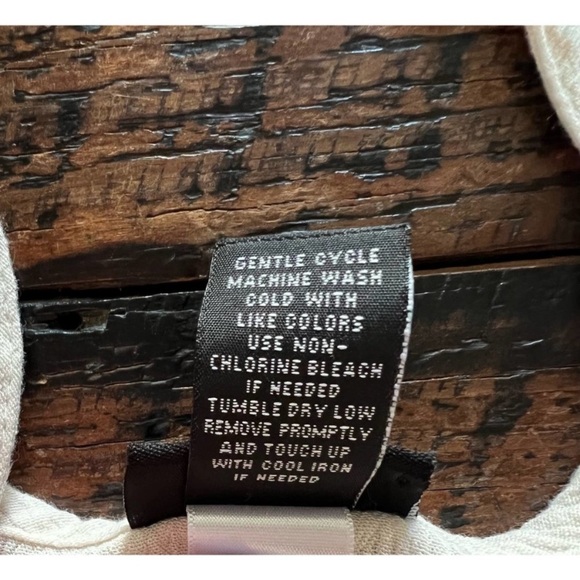 GENTLE CYCLE
MACHINE WASH
COLD WITH
LIKE COLORS
USE NON-
CHLORINE BLEACH
IF NEEDED
TUMBLE DRY LOW
REMOVE PROMPTLY
AND TOUCH UP
WITH COOL IRON
IF NEEDED